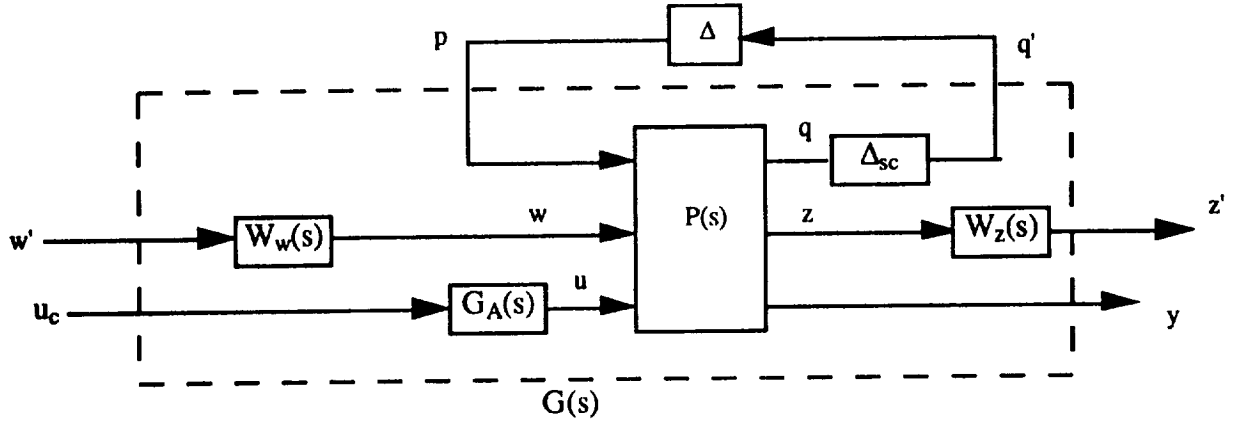 Δ
p
q'
q
Δsc
P(s)
w
z
z'
w'
Ww(s)
Wz(s)
u
uc
GA(s)
y
G(s)